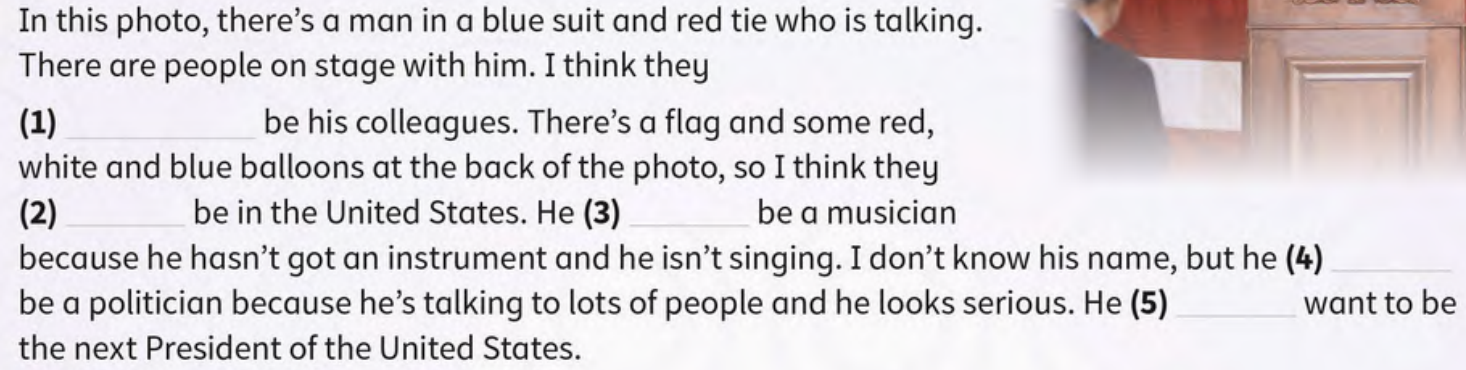 In this photo, there's a man in a blue suit and red tie who is talking.
There are people on stage with him. I think they
(1) ____________ be his colleagues. There's a flag and some red,
white and blue balloons at the back of the photo, so I think they
(2) ________ be in the United States. He (3) ________ be a musician
because he hasn't got an instrument and he isn't singing. I don't know his name, but he (4) ________
be a politician because he's talking to lots of people and he looks serious. He (5) ________ want to be
the next President of the United States.